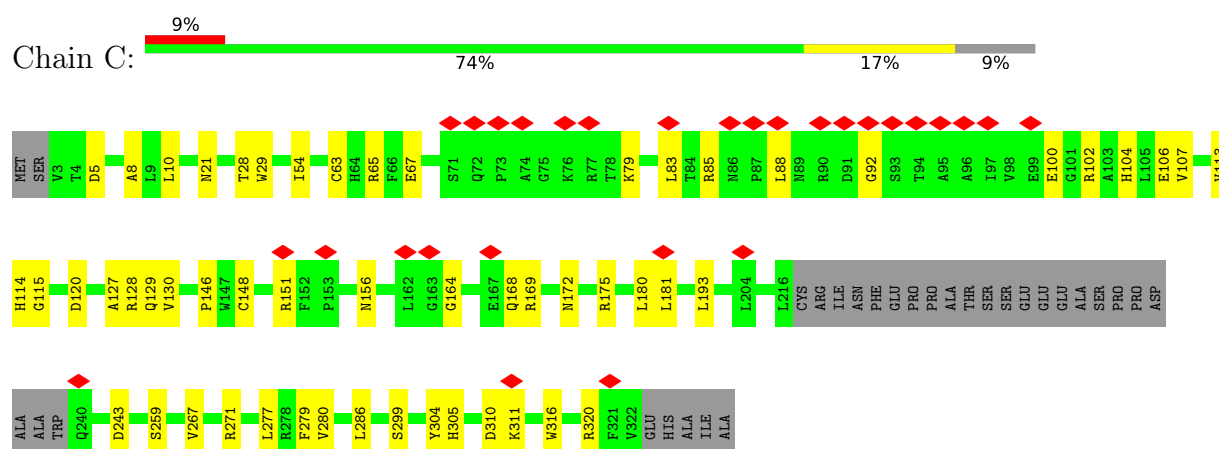 9%
Chain C:
74% 17% 9%
MET SER V3 T4 D5 A8 L9 L10 N21 T28 W29 I54 C63 H64 R65 F66 E67 S71 Q72 P73 A74 G75 K76 R77 T78 K79 L83 T84 R85 N86 P87 L88 N89 R90 D91 G92 S93 T94 A95 A96 I97 V98 E99 E100 G101 R102 A103 H104 L105 E106 V107
H114 G115 D120 A127 R128 Q129 V130 P146 W147 C148 R151 F152 P153 N156 L162 G163 G164 E167 Q168 R169 N172 R175 L180 L181 L193 L204 L216 CYS ARG ILE ASN PHE GLU PRO PRO ALA THR SER SER GLU GLU GLU ALA SER PRO PRO ASP
ALA ALA TRP Q240 D243 S259 V267 R271 L277 R278 F279 V280 L286 S299 Y304 H305 D310 K311 W316 R320 F321 V322 GLU HIS ALA ILE ALA